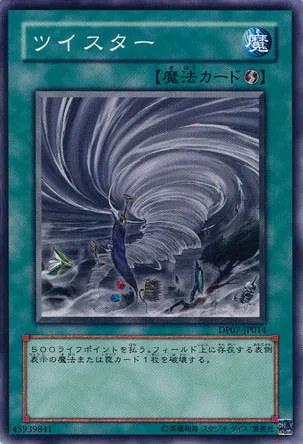 ツイスター
魔
【魔法カード】
DP07-JP014
５００ライフポイントを払う。フィールド上に存在する表側
表示の魔法または罠カード１枚を破壊する。
45939841
©高橋和希 スタジオ・ダイス/集英社